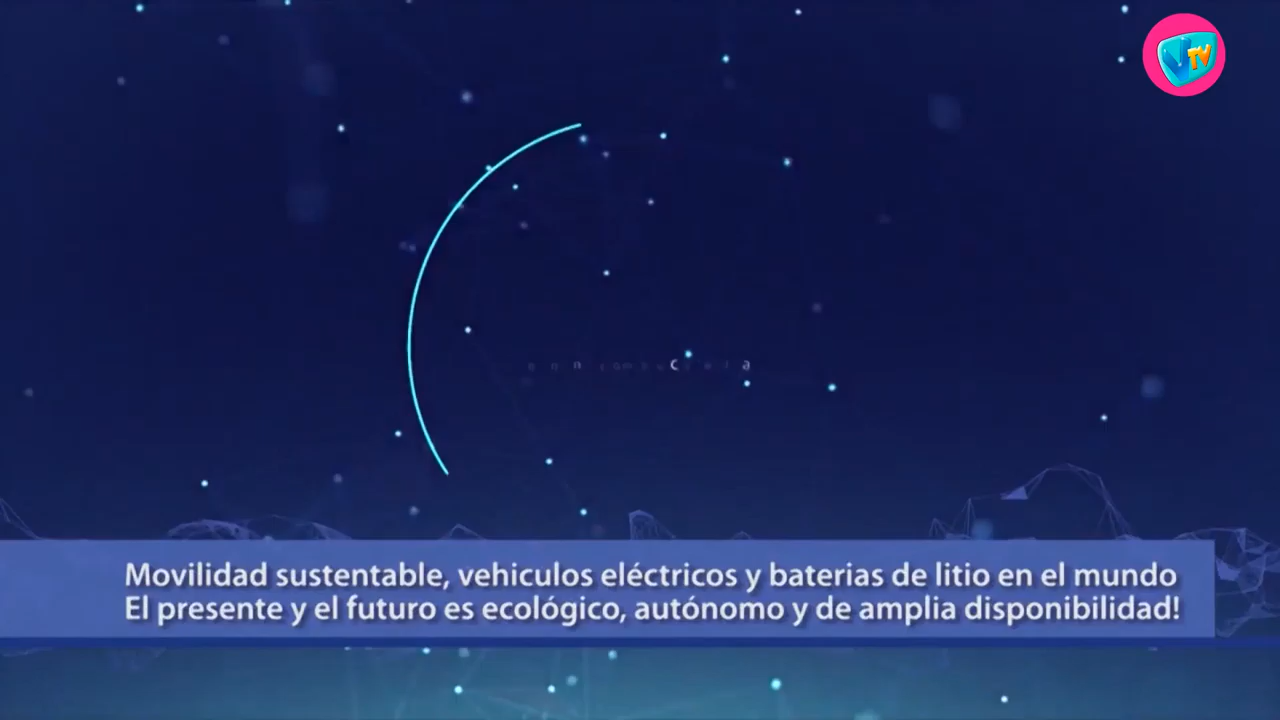 VTV
Movilidad sustentable, vehiculos eléctricos y baterias de litio en el mundo
El presente y el futuro es ecológico, autónomo y de amplia disponibilidad!